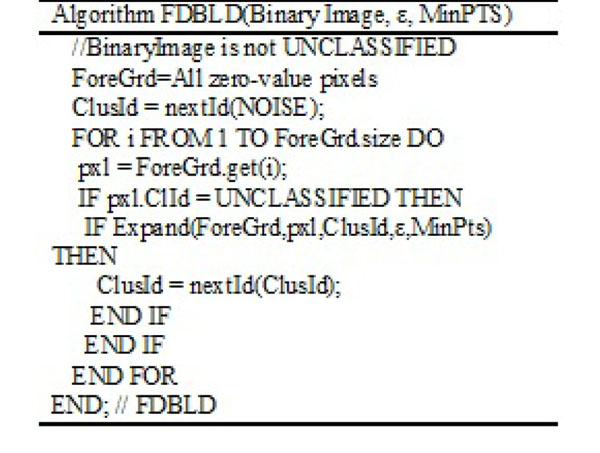 Algorithm FDBLD(Binary Image, ε, MinPTS)
//BinaryImage is not UNCLASSIFIED
ForeGrd=All zero-value pixels
ClusId = nextId(NOISE);
FOR i FROM 1 TO ForeGrd.size DO
pxl = ForeGrd.get(i);
IF pxl.ClId = UNCLASSIFIED THEN
IF Expand(ForeGrd,pxl,ClusId,ε,MinPts)
THEN
ClusId = nextId(ClusId);
END IF
END IF
END FOR
END; // FDBLD